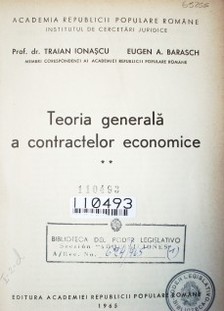 ACADEMIA REPUBLICII POPULARE ROMÂNE
INSTITUTUL DE CERCETĂRI JURIDICE
Prof. dr. TRAIAN IONAȘCU EUGEN A. BARASCH
MEMBRI CORESPONDENȚI AI ACADEMIEI REPUBLICII POPULARE ROMÂNE
Teoria generală
a contractelor economice
**
110493
110493
BIBLIOTECA DEL PODER LEGISLATIVO
EDITURA ACADEMIEI REPUBLICII POPULARE ROMÂNE
1965